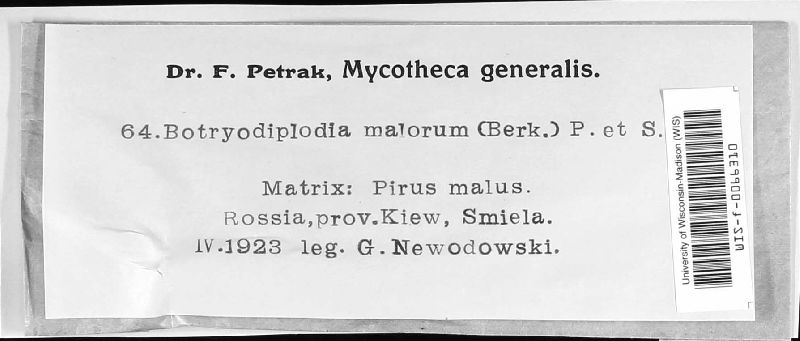 Dr. F. Petrak, Mycotheca generalis.
64. Botryodiplodia malorum (Berk.) P. et S.
Matrix: Pirus malus.
Rossia, prov. Kiew, Smiela.
IV. 1923 leg. G. Newodowski.
University of Wisconsin-Madison (WIS)
WIS-f-0066310